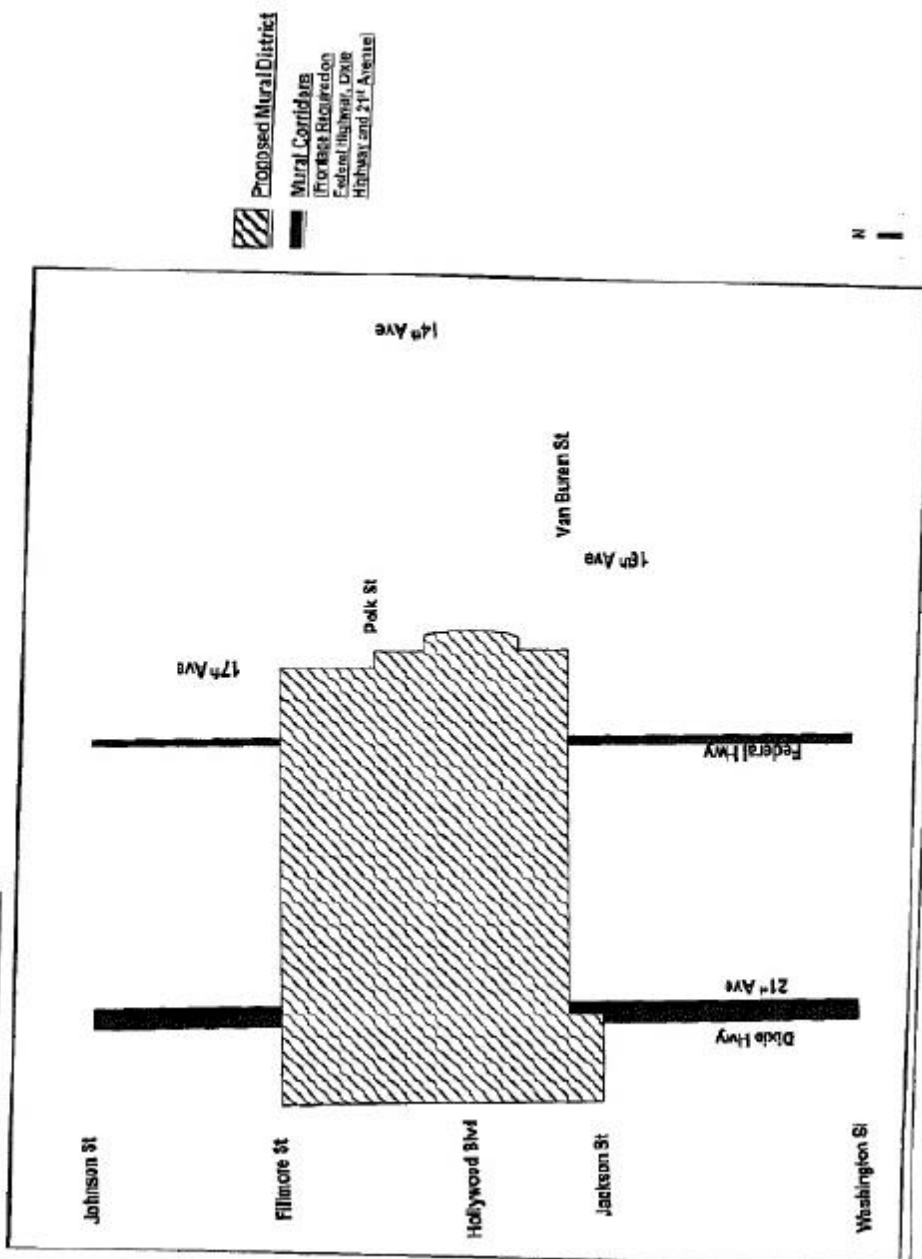 Proposed Mural District
Mural Corridors
(Frontage Required on
Federal Highway, Dixie
Highway and 21st Avenue)
N
Johnson St
Fillmore St
Hollywood Blvd
Jackson St
Washington St
17th Ave
Polk St
14th Ave
Van Buren St
16th Ave
Federal Hwy
21st Ave
Dixie Hwy